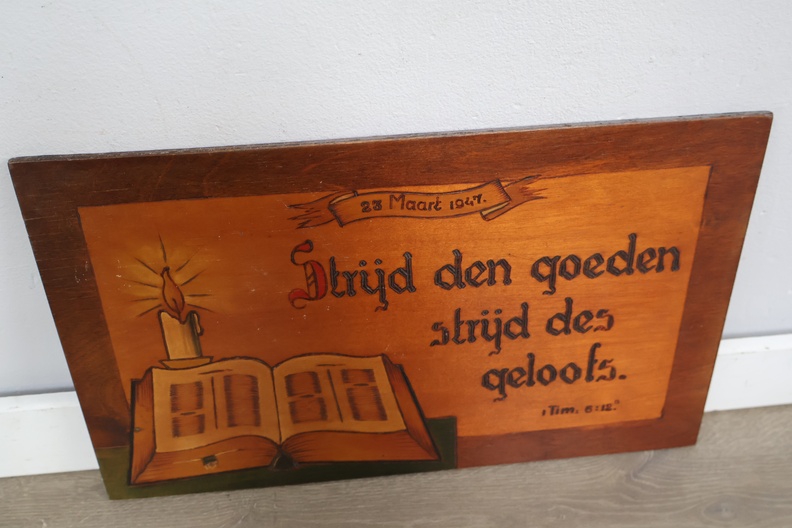 23 Maart 1947.
Strijd den goeden
strijd des
geloofs.
1 Tim. 6:12.a